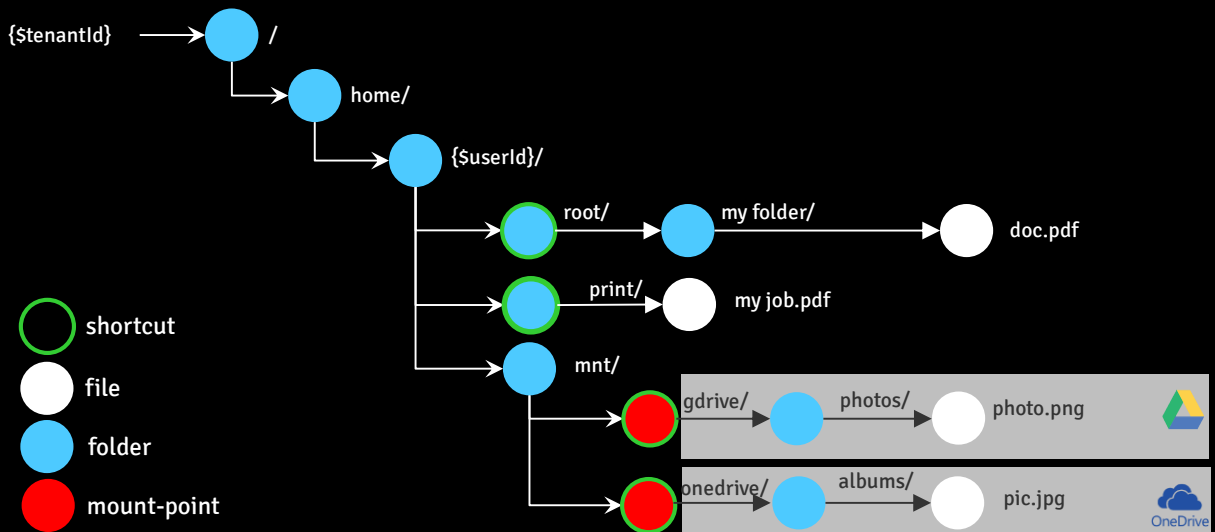 {$tenantId}
/
home/
{$userId}/
root/
my folder/
doc.pdf
print/
my job.pdf
shortcut
mnt/
file
gdrive/
photos/
photo.png
folder
onedrive/
albums/
pic.jpg
mount-point
OneDrive